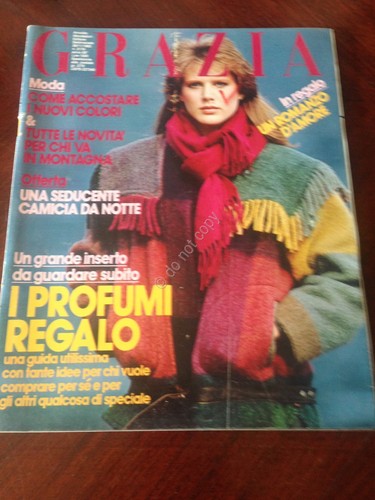 GRAZIA
Moda
COME ACCOSTARE
I NUOVI COLORI
&
TUTTE LE NOVITA'
PER CHI VA
IN MONTAGNA
in regalo
UN ROMANZO
D'AMORE
Offerta
UNA SEDUCENTE
CAMICIA DA NOTTE
Un grande inserto
da guardare subito
I PROFUMI
REGALO
una guida utilissima
con tante idee per chi vuole
comprare per sé e per
gli altri qualcosa di speciale
do not copy